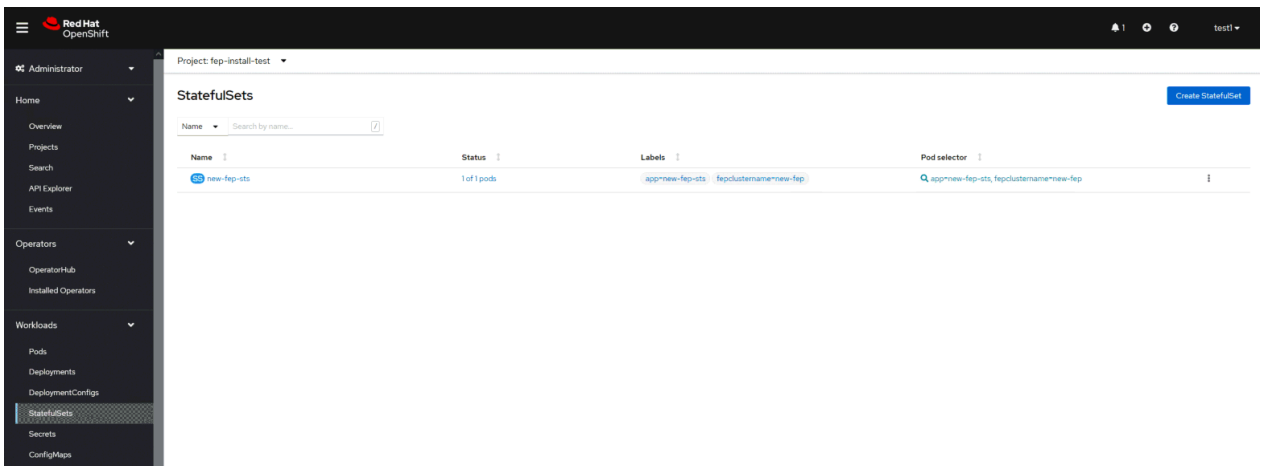 Red Hat
OpenShift
1
test1
Administrator
Project: fep-install-test
Home
StatefulSets
Create StatefulSet
Overview
Name Search by name... /
Projects
Name Status Labels Pod selector
Search
SS new-fep-sts 1 of 1 pods app=new-fep-sts fepclustername=new-fep app=new-fep-sts, fepclustername=new-fep
API Explorer
Events
Operators
OperatorHub
Installed Operators
Workloads
Pods
Deployments
DeploymentConfigs
StatefulSets
Secrets
ConfigMaps